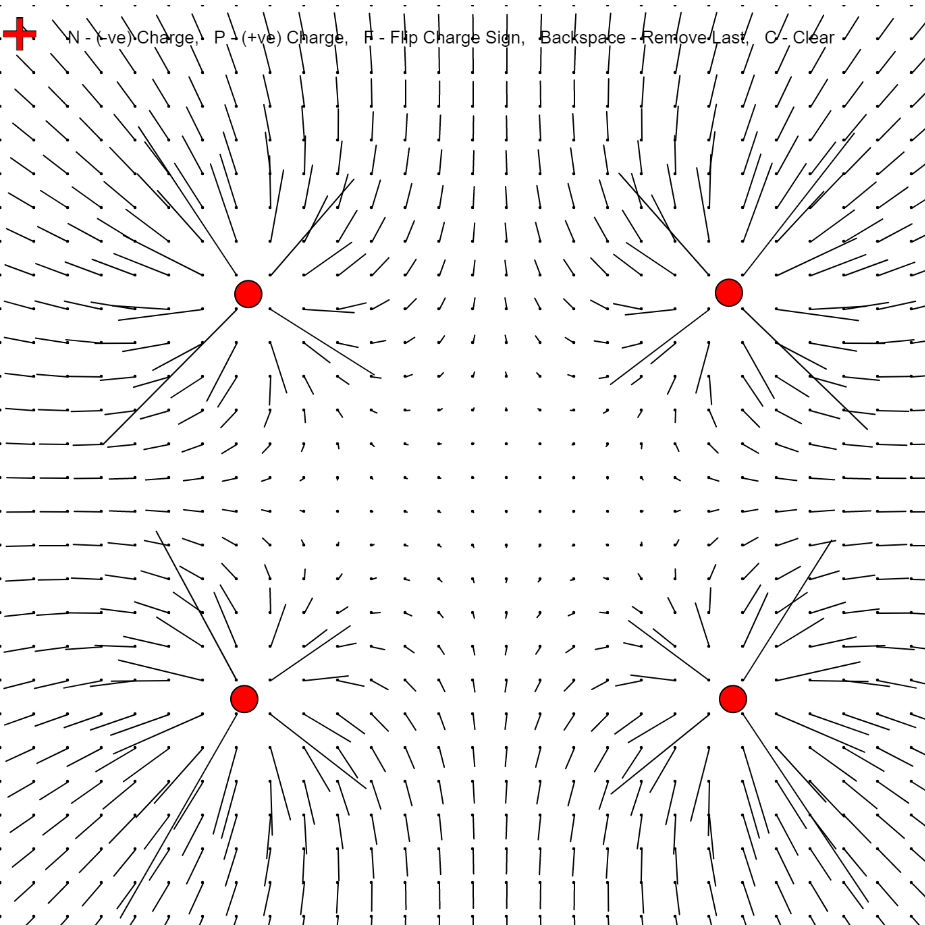 N - (-ve) Charge, P - (+ve) Charge, F - Flip Charge Sign, Backspace - Remove Last, C - Clear